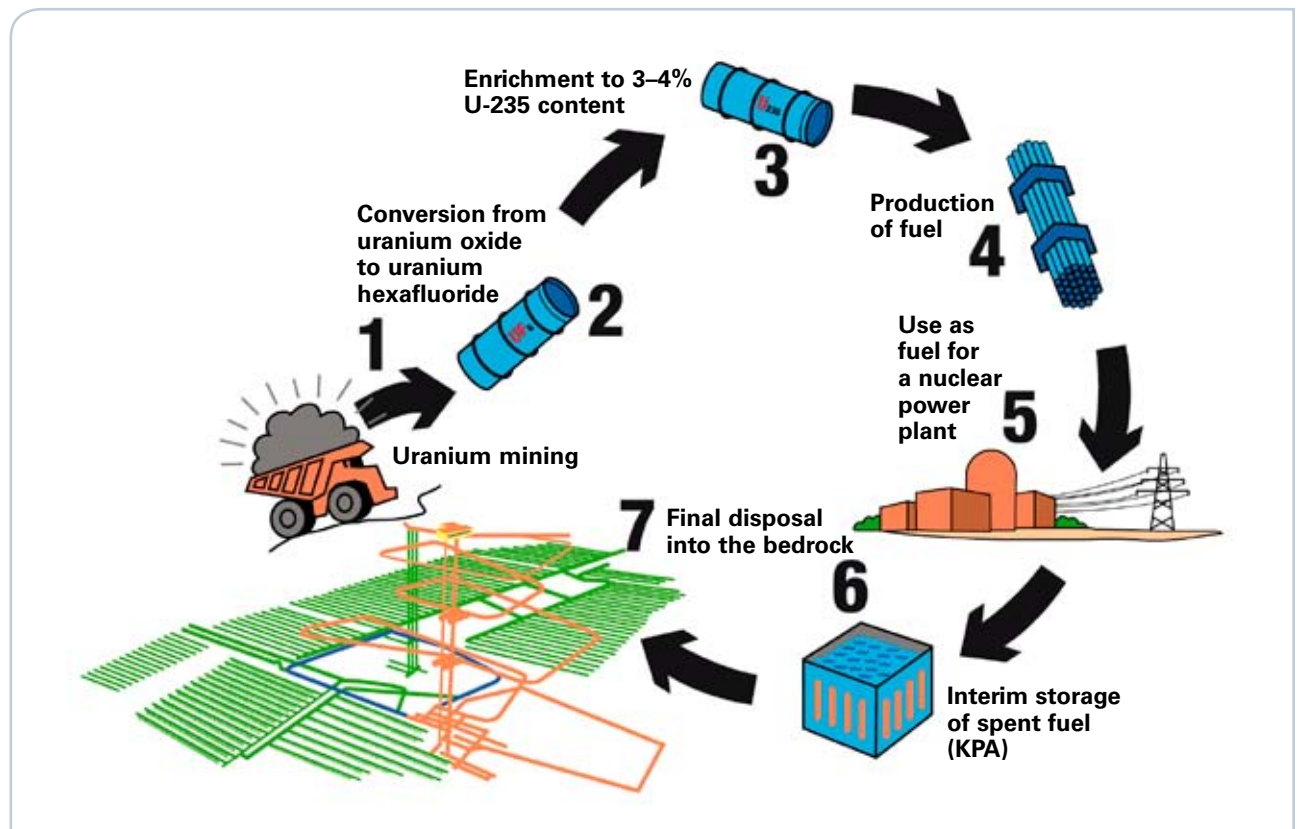 Enrichment to 3–4%
U-235 content
U235
3
Conversion from
uranium oxide
to uranium
hexafluoride
1
UF6
2
Production
of fuel
4
Use as
fuel for
a nuclear
power
plant
5
Uranium mining
7
Final disposal
into the bedrock
6
Interim storage
of spent fuel
(KPA)